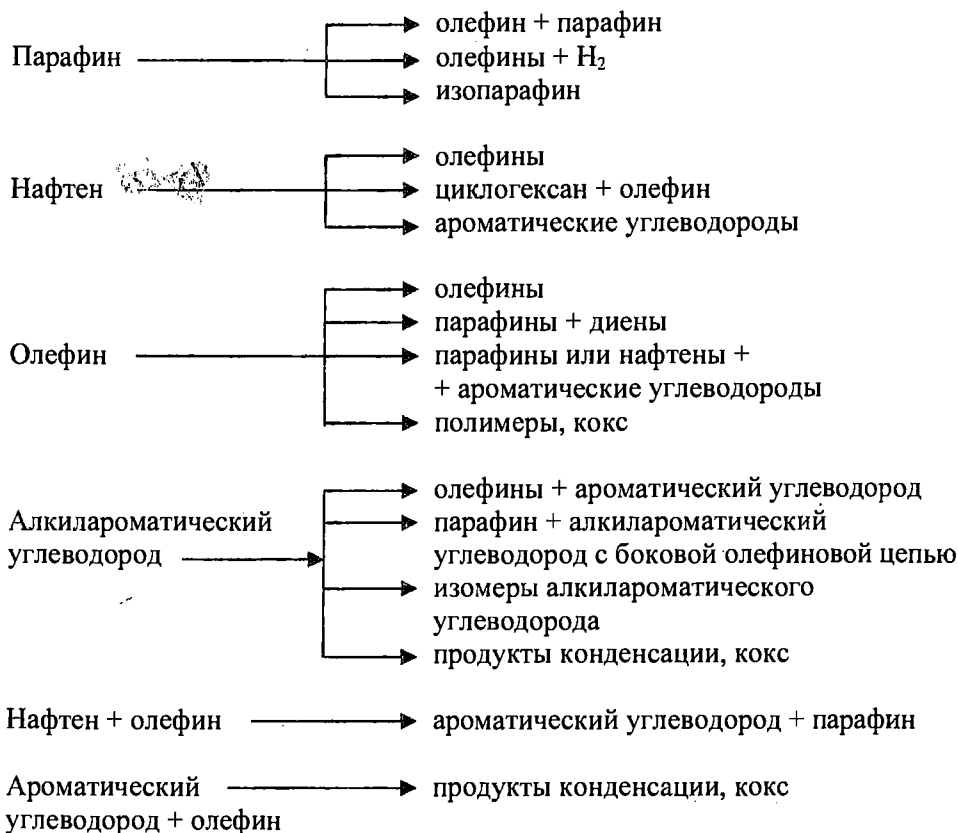 Парафин
олефин + парафин
олефины + H₂
изопарафин
Нафтен
олефины
циклогексан + олефин
ароматические углеводороды
Олефин
олефины
парафины + диены
парафины или нафтены +
+ ароматические углеводороды
полимеры, кокс
Алкилароматический
углеводород
олефины + ароматический углеводород
парафин + алкилароматический
углеводород с боковой олефиновой цепью
изомеры алкилароматического
углеводорода
продукты конденсации, кокс
Нафтен + олефин
ароматический углеводород + парафин
Ароматический
углеводород + олефин
продукты конденсации, кокс